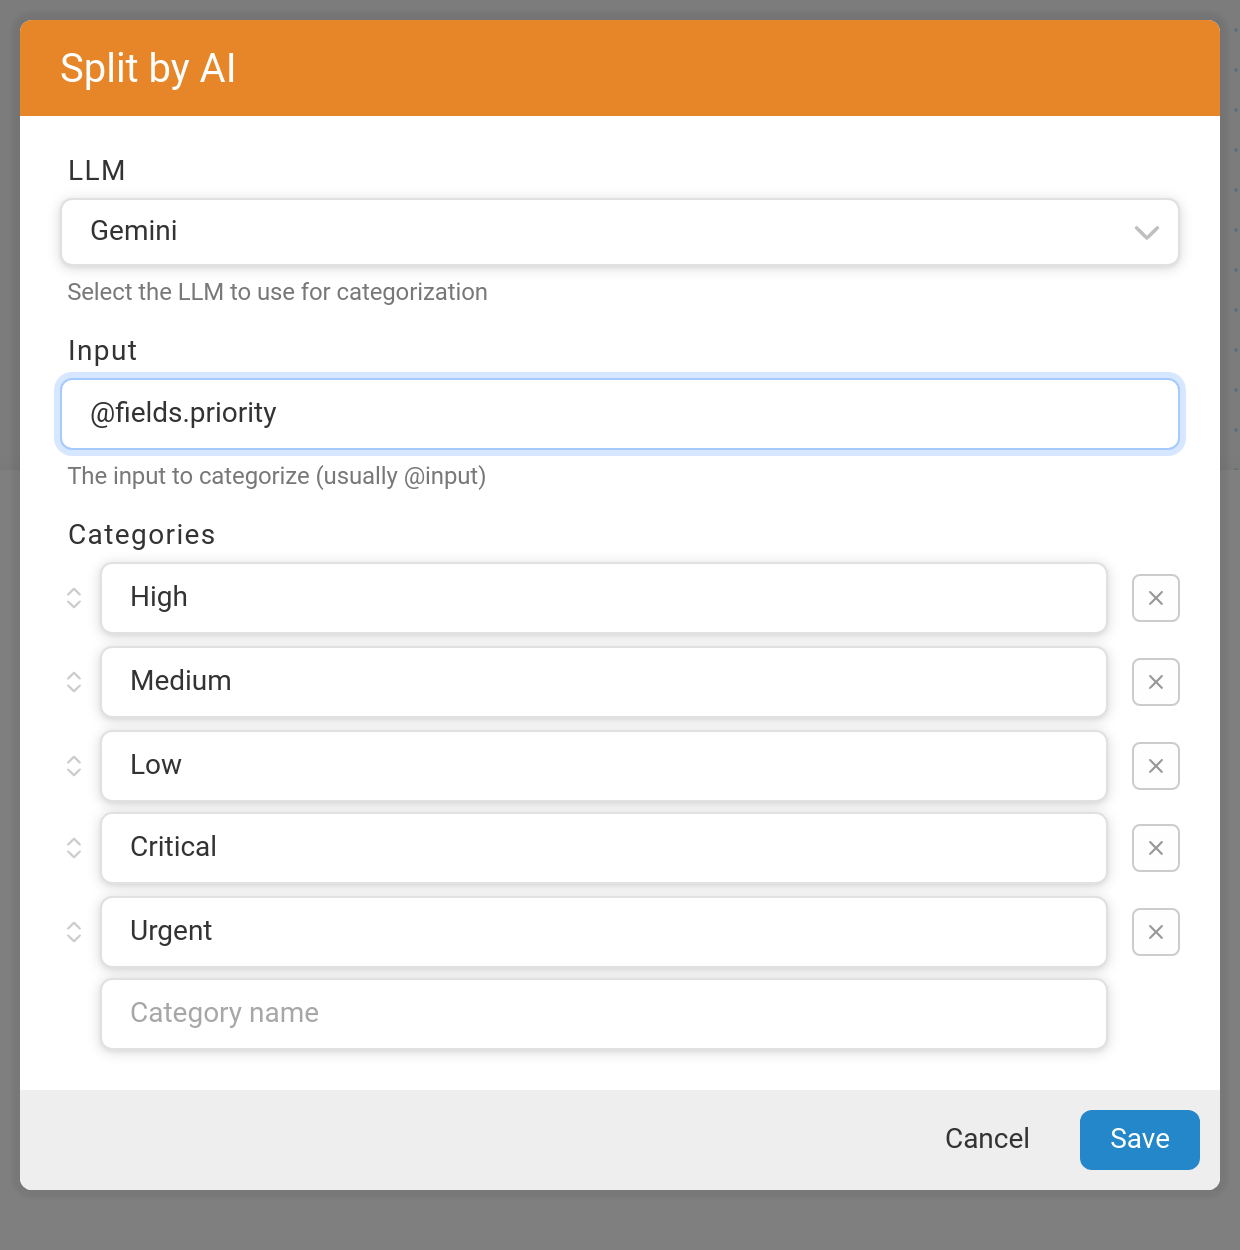 Split by AI
LLM
Gemini
Select the LLM to use for categorization
Input
@fields.priority
The input to categorize (usually @input)
Categories
High
Medium
Low
Critical
Urgent
Category name
Cancel
Save